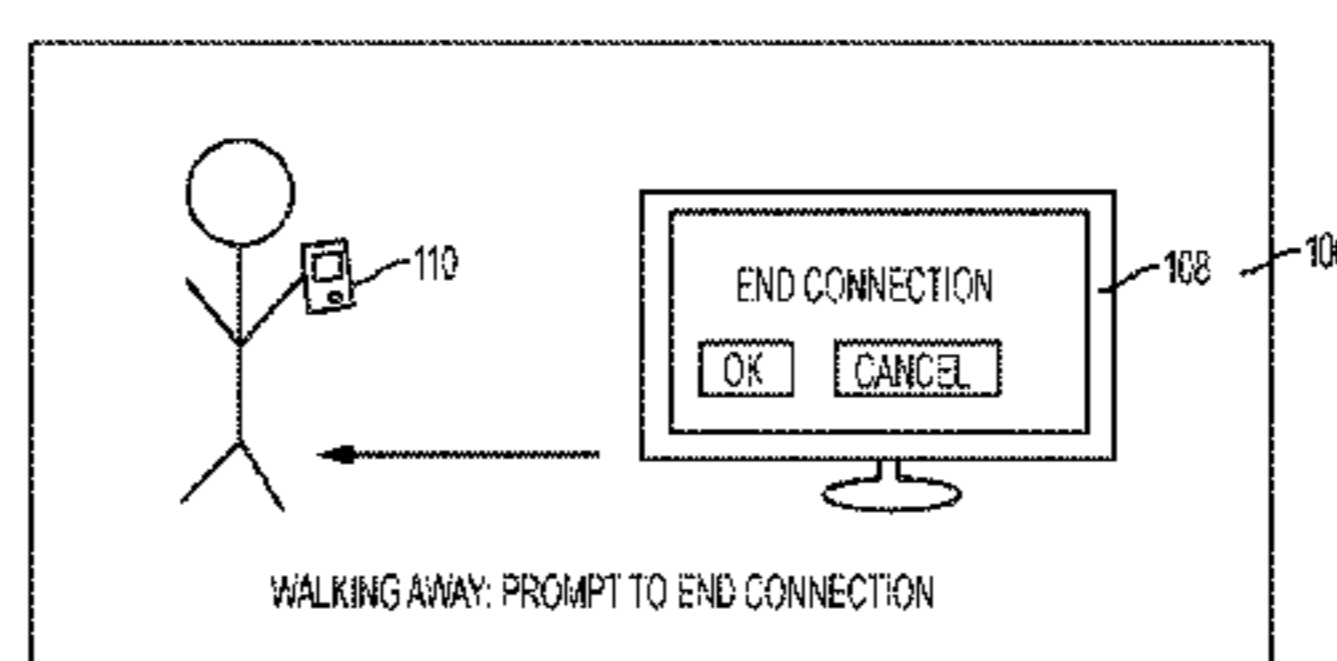 110
END CONNECTION
108
OK
CANCEL
WALKING AWAY: PROMPT TO END CONNECTION